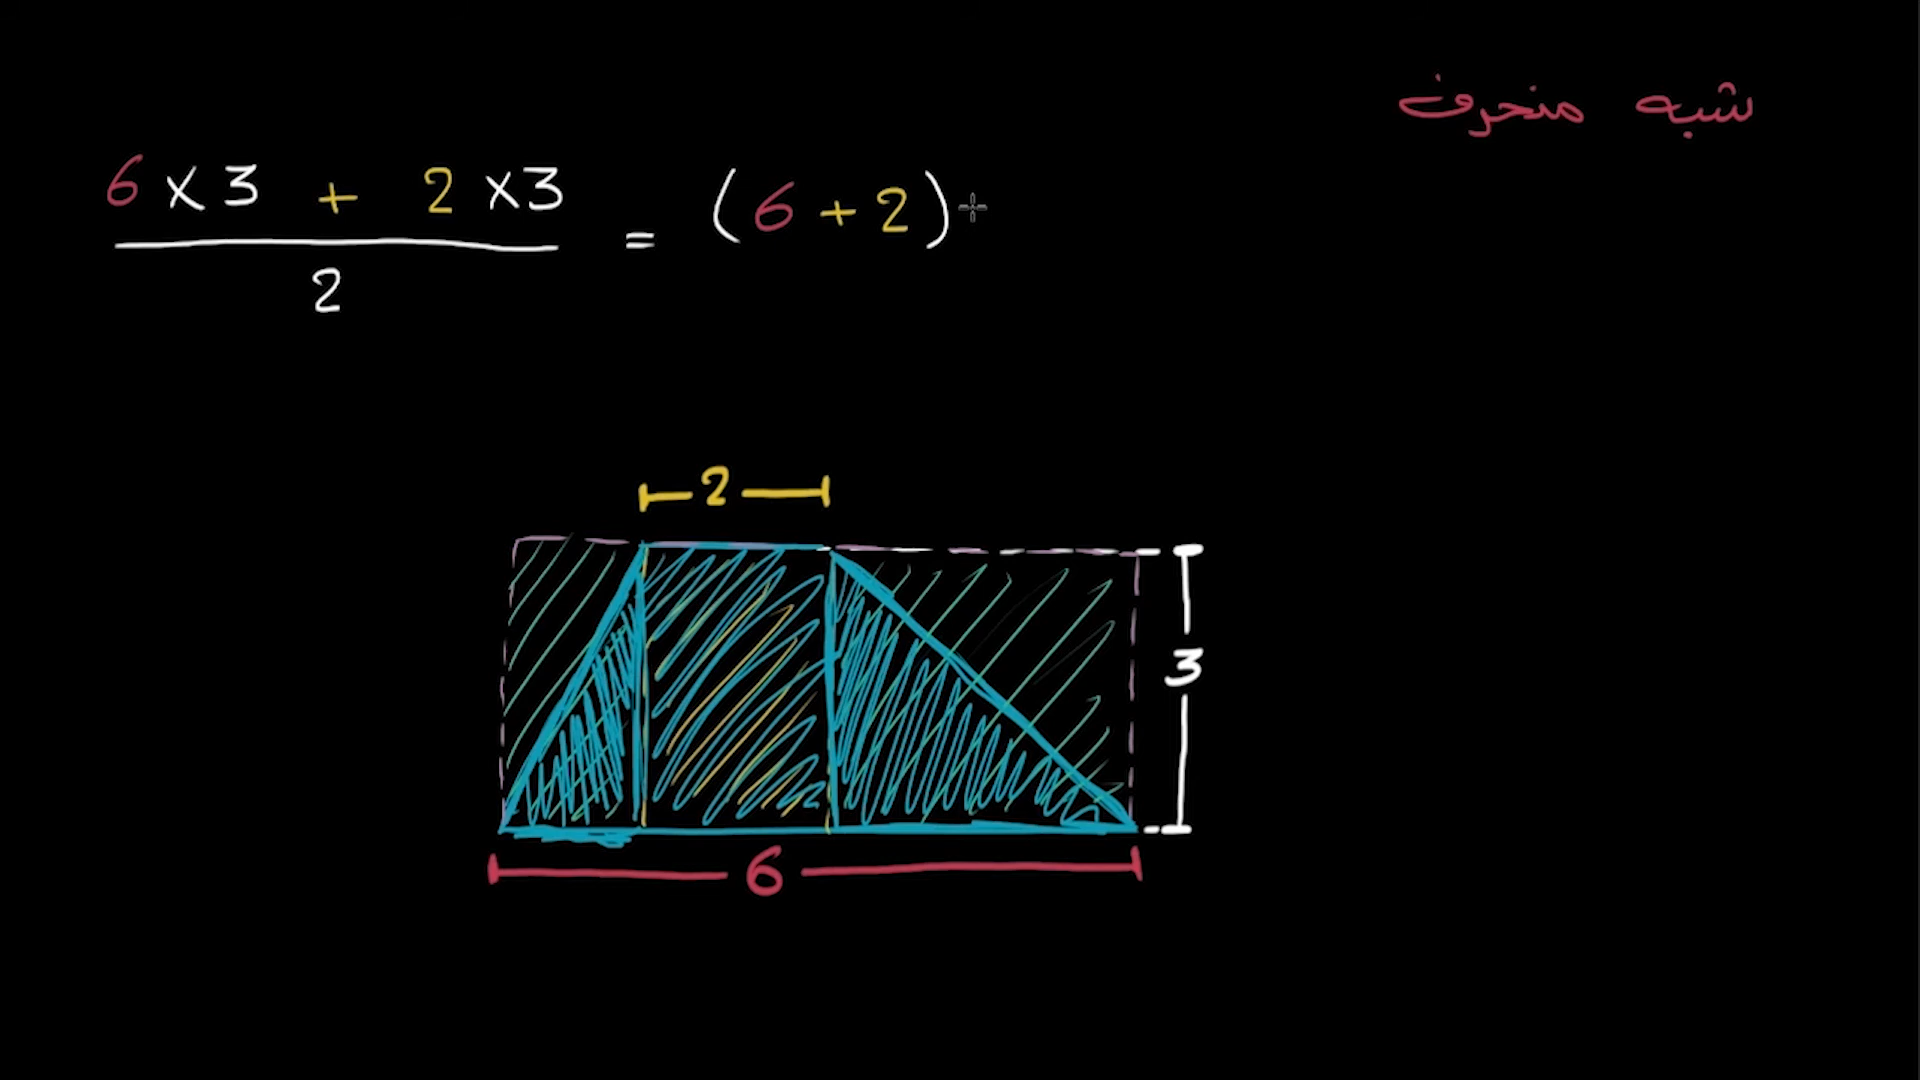 شبه منحرف
6 × 3 + 2 × 3 = (6 + 2)
2
2
3
6